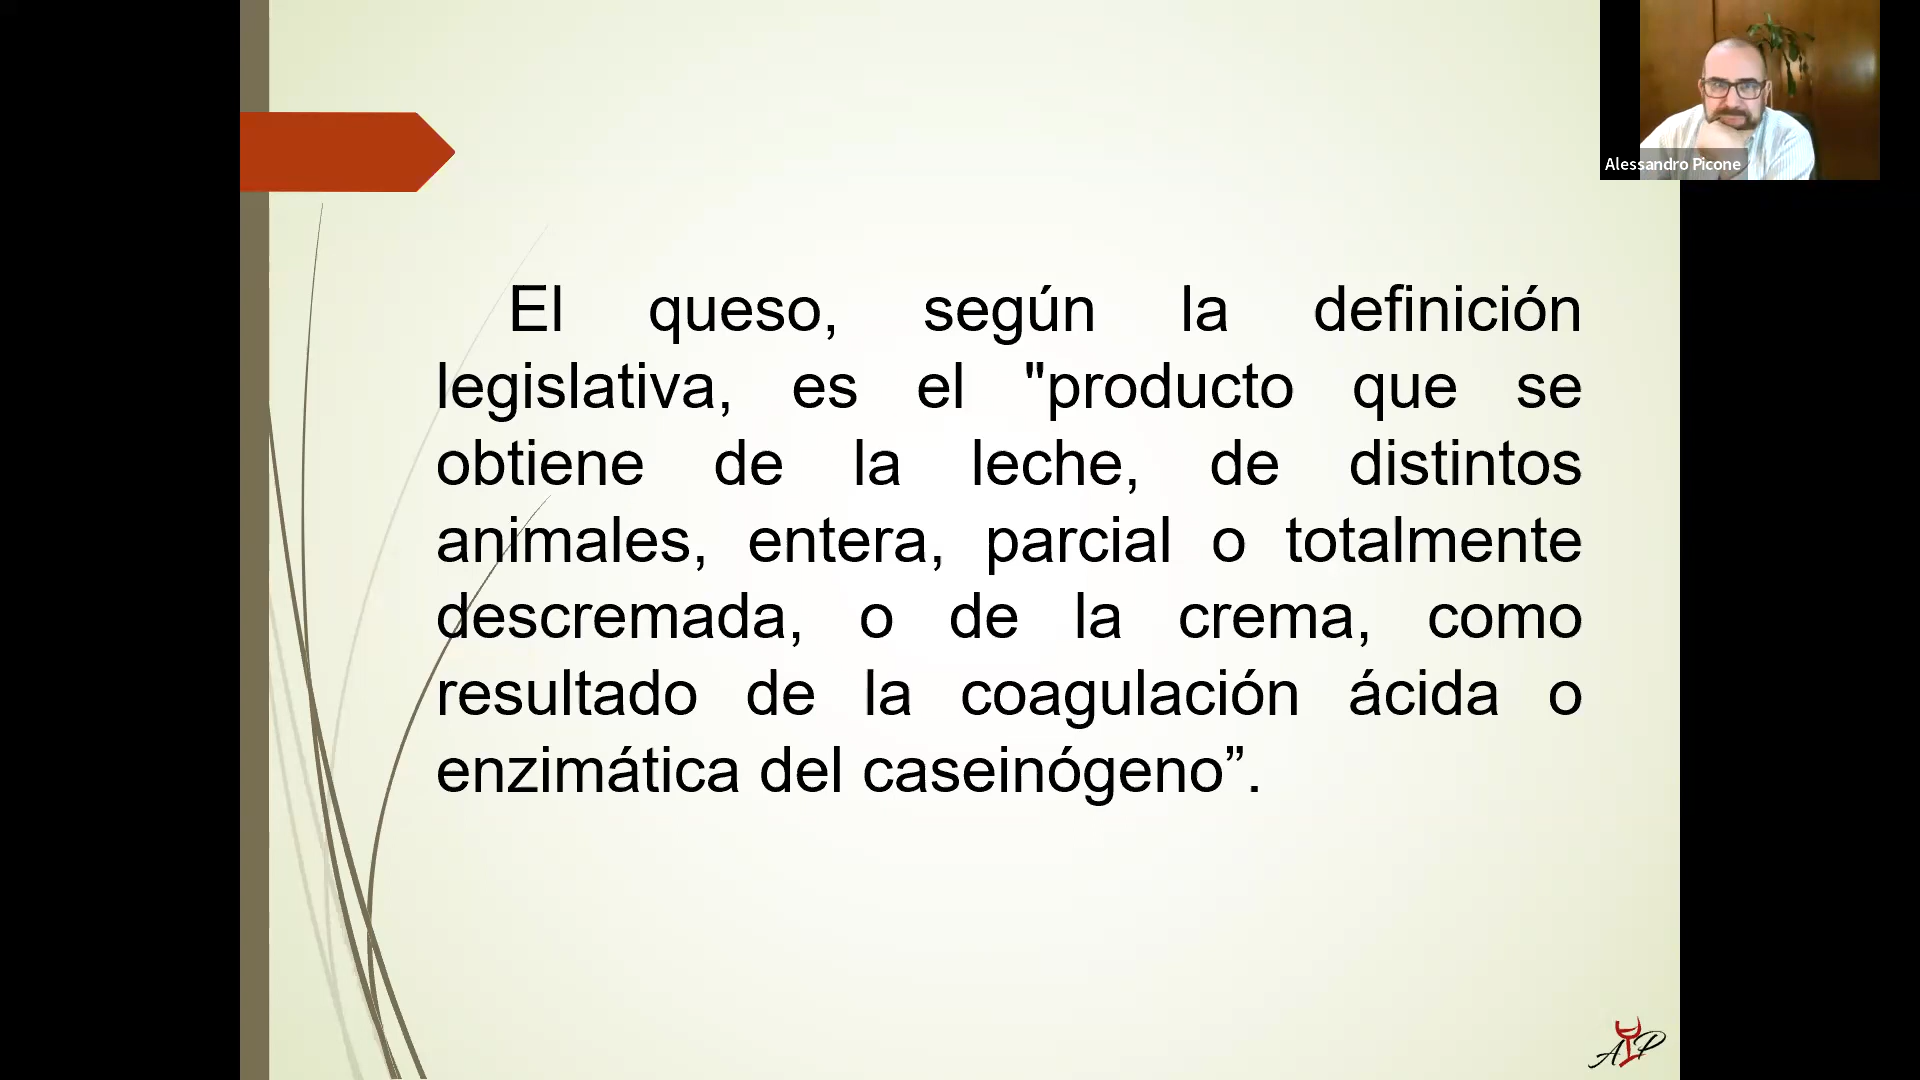 Alessandro Picone
El queso, según la definición
legislativa, es el "producto que se
obtiene de la leche, de distintos
animales, entera, parcial o totalmente
descremada, o de la crema, como
resultado de la coagulación ácida o
enzimática del caseinógeno”.
AP